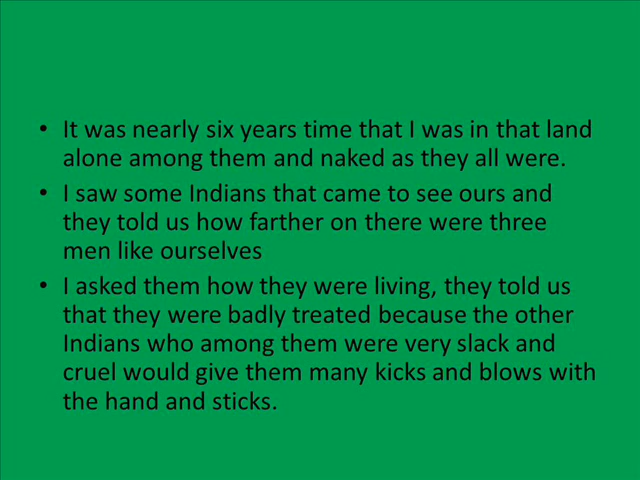 • It was nearly six years time that I was in that land
alone among them and naked as they all were.
• I saw some Indians that came to see ours and
they told us how farther on there were three
men like ourselves
• I asked them how they were living, they told us
that they were badly treated because the other
Indians who among them were very slack and
cruel would give them many kicks and blows with
the hand and sticks.